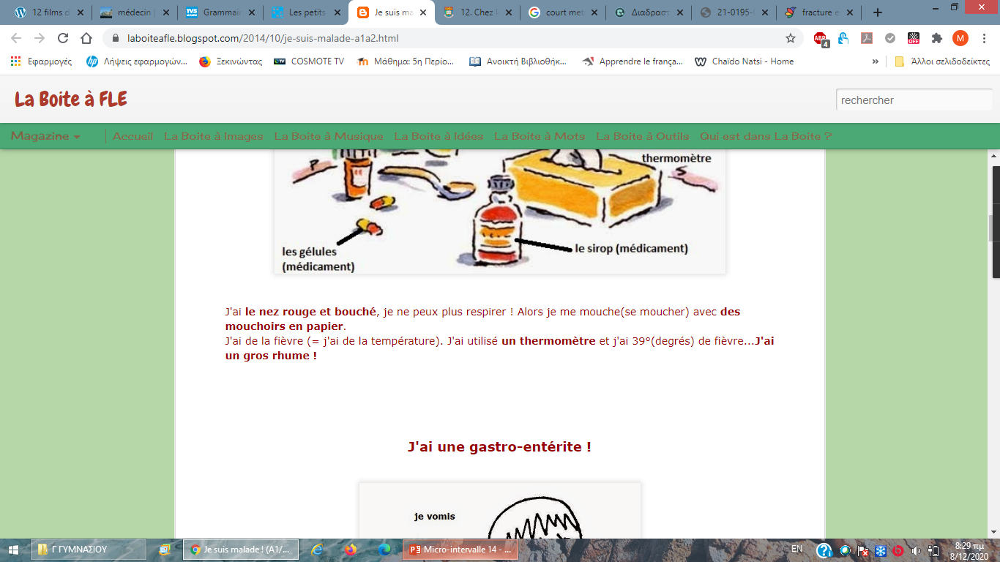 12 films d
médecin |
Grammair
Les petits
Je suis ma
12. Chez l
court met
Διαδραστ
21-0195-
fracture e
M
laboiteafle.blogspot.com/2014/10/je-suis-malade-a1a2.html
ABP
4
OFF
Εφαρμογές
Λήψεις εφαρμογών...
Ξεκινώντας
COSMOTE TV
Μάθημα: 5η Περίο...
Ανοικτή Βιβλιοθήκ...
Apprendre le frança...
Chaïdo Natsi - Home
»
Άλλοι σελιδοδείκτες
La Boite à FLE
rechercher
Magazine
Accueil La Boite à Images La Boite à Musique La Boite à Idées La Boite à Mots La Boite à Outils Qui est dans La Boite ?
thermomètre
les gélules
(médicament)
le sirop (médicament)
J'ai le nez rouge et bouché, je ne peux plus respirer ! Alors je me mouche(se moucher) avec des
mouchoirs en papier.
J'ai de la fièvre (= j'ai de la température). J'ai utilisé un thermomètre et j'ai 39°(degrés) de fièvre...J'ai
un gros rhume !
J'ai une gastro-entérite !
je vomis
Γ ΓΥΜΝΑΣΙΟΥ
Je suis malade ! (A1/...
Micro-intervalle 14 - ...
EN
8:29 πμ
8/12/2020